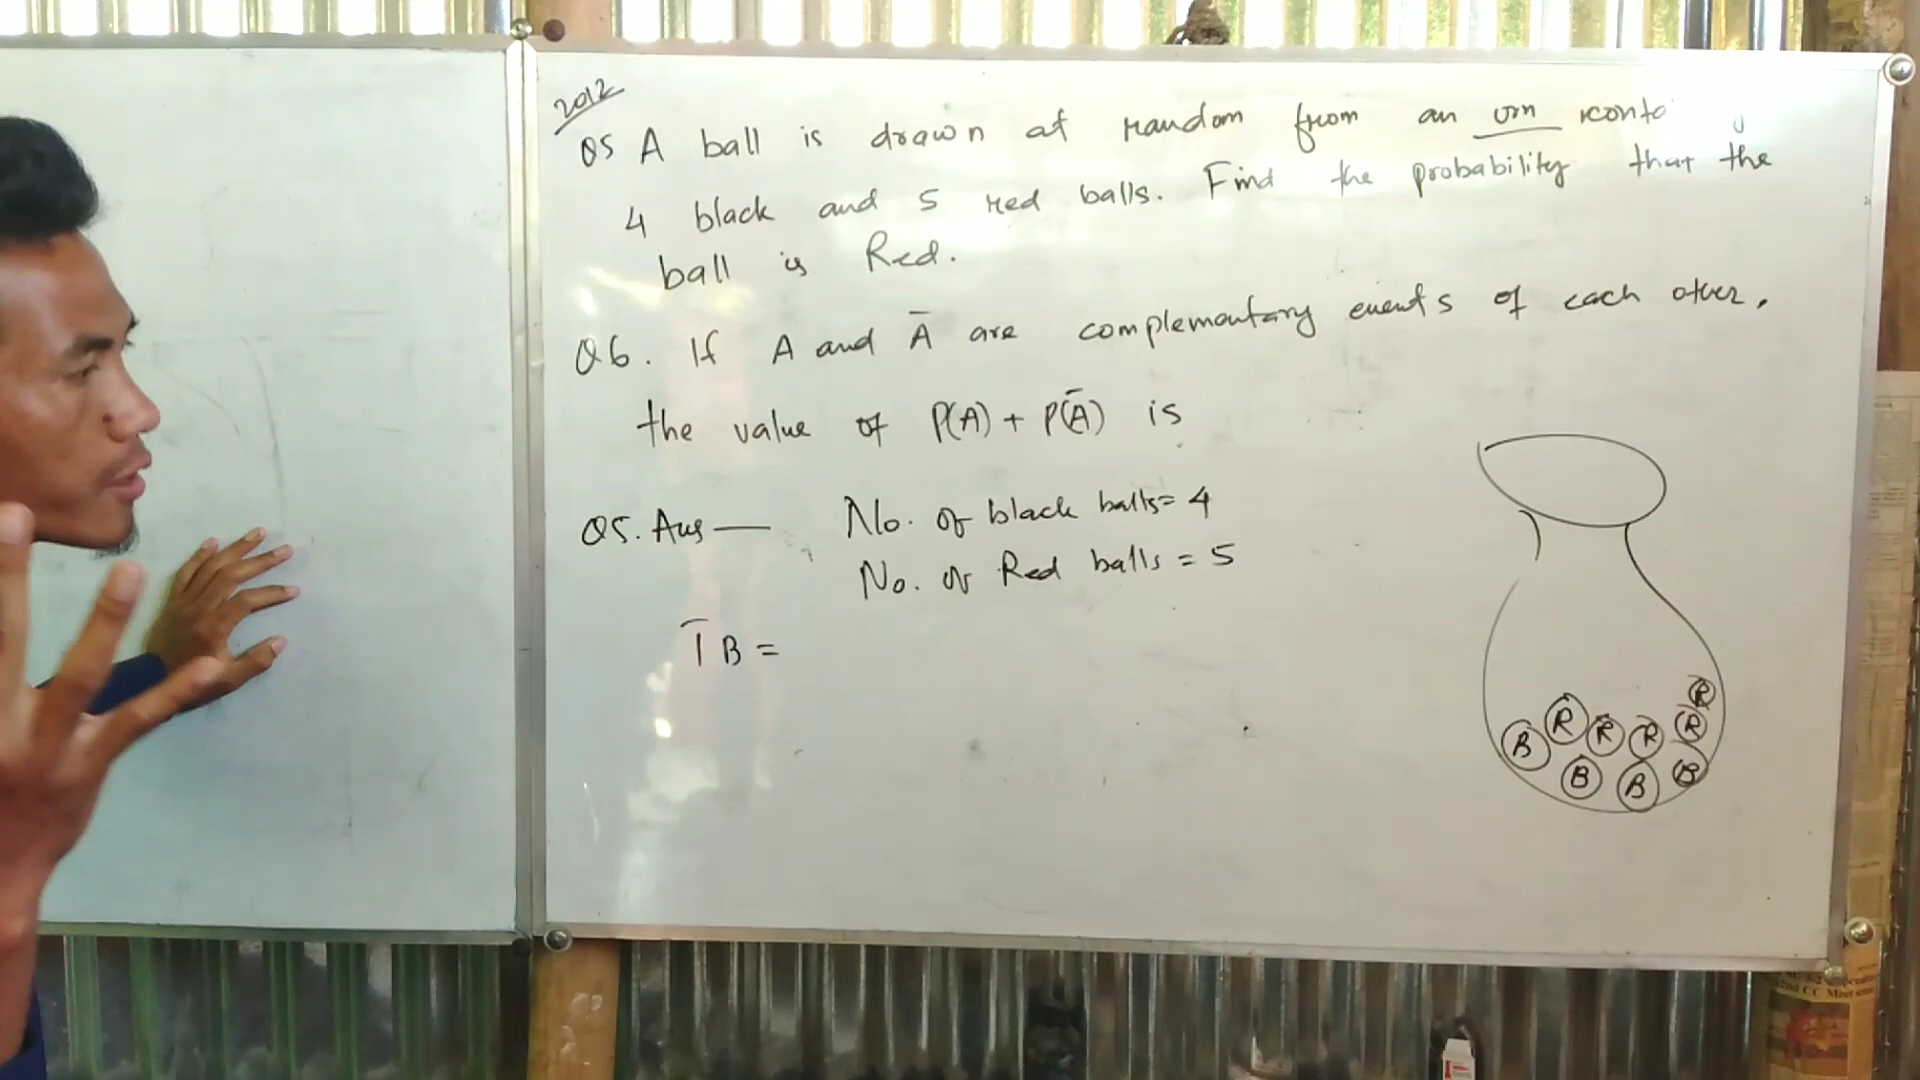 2012
Q5 A ball is drawn at random from an urn conta
4 black and 5 red balls. Find the probability that the
ball is Red.
Q6. If A and Ā are complementary events of each other,
the value of P(A) + P(Ā) is
Q5. Ans — No. of black balls = 4
No. of Red balls = 5
TB =
R
R R R R
B
B B B